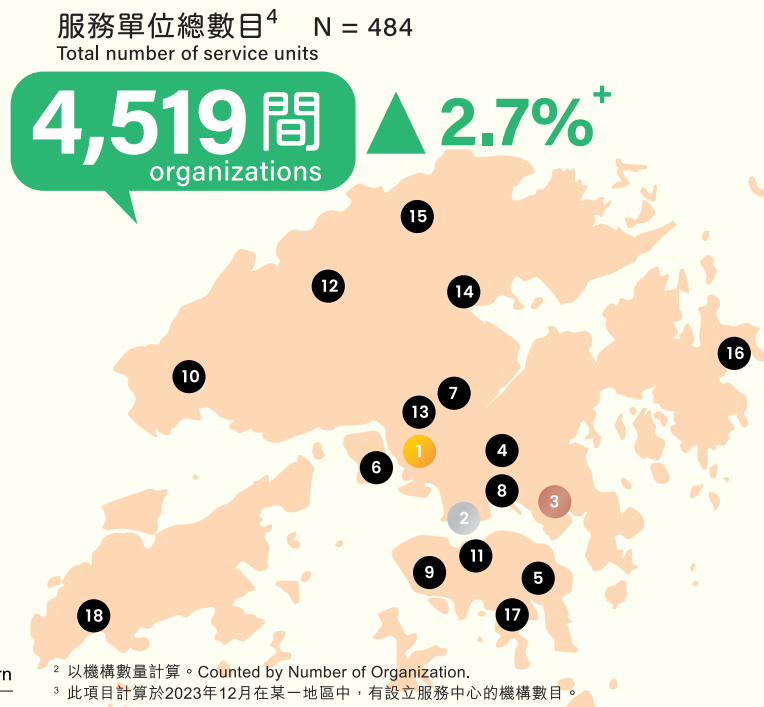 服務單位總數目4 N = 484
Total number of service units
4,519 間
organizations
▲ 2.7%+
15
12
14
16
10
7
13
1
4
6
8
3
2
11
9
5
17
18
rn
2 以機構數量計算。Counted by Number of Organization.
3 此項目計算於2023年12月在某一地區中，有設立服務中心的機構數目。